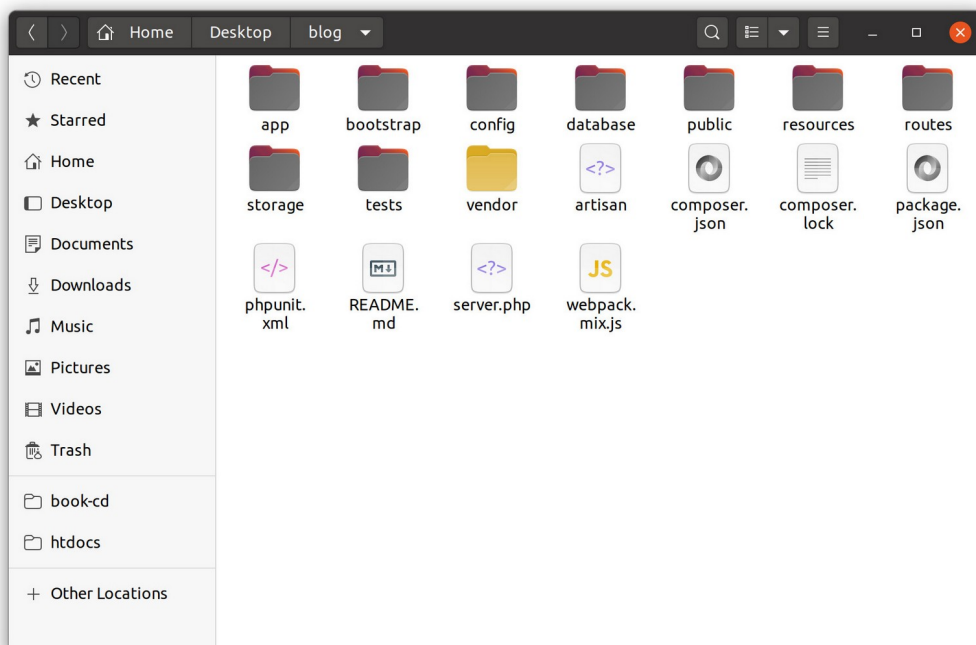 Home Desktop blog
Recent
Starred
Home
Desktop
Documents
Downloads
Music
Pictures
Videos
Trash
book-cd
htdocs
+ Other Locations
app bootstrap config database public resources routes
storage tests vendor <?> artisan composer. composer. package.
json lock json
</> M <?> JS
phpunit. README. server.php webpack.
xml md mix.js